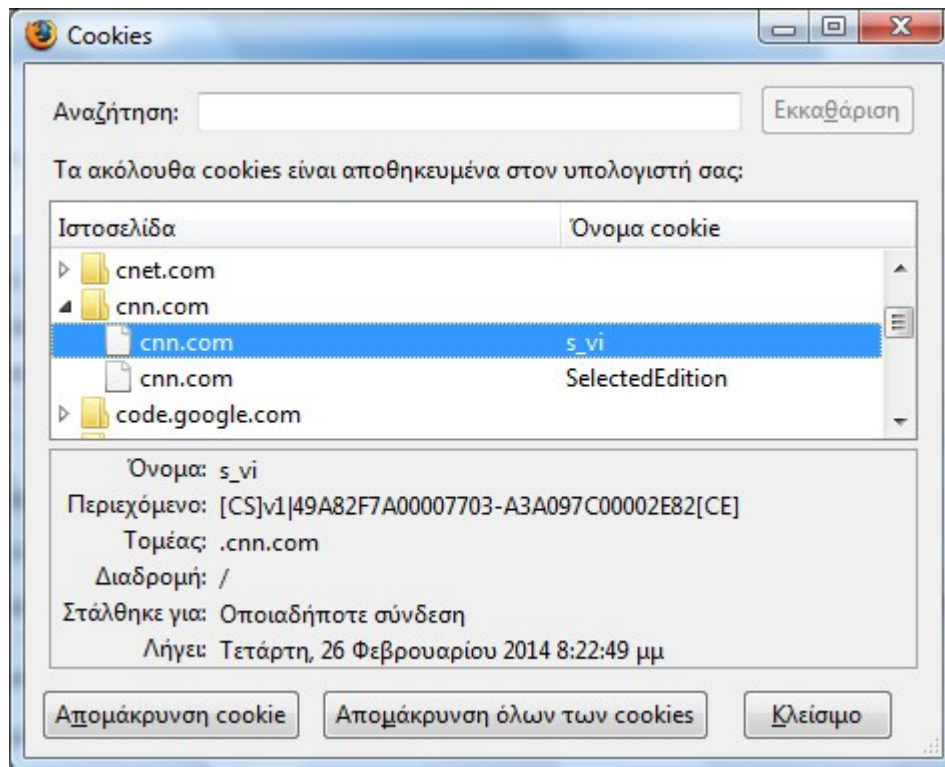 Cookies
Αναζήτηση: Εκκαθάριση
Τα ακόλουθα cookies είναι αποθηκευμένα στον υπολογιστή σας:
Ιστοσελίδα Όνομα cookie
cnet.com
cnn.com
cnn.com s_vi
cnn.com SelectedEdition
code.google.com
Όνομα: s_vi
Περιεχόμενο: [CS]v1|49A82F7A00007703-A3A097C00002E82[CE]
Τομέας: .cnn.com
Διαδρομή: /
Στάλθηκε για: Οποιαδήποτε σύνδεση
Λήγει: Τετάρτη, 26 Φεβρουαρίου 2014 8:22:49 μμ
Απομάκρυνση cookie Απομάκρυνση όλων των cookies Κλείσιμο